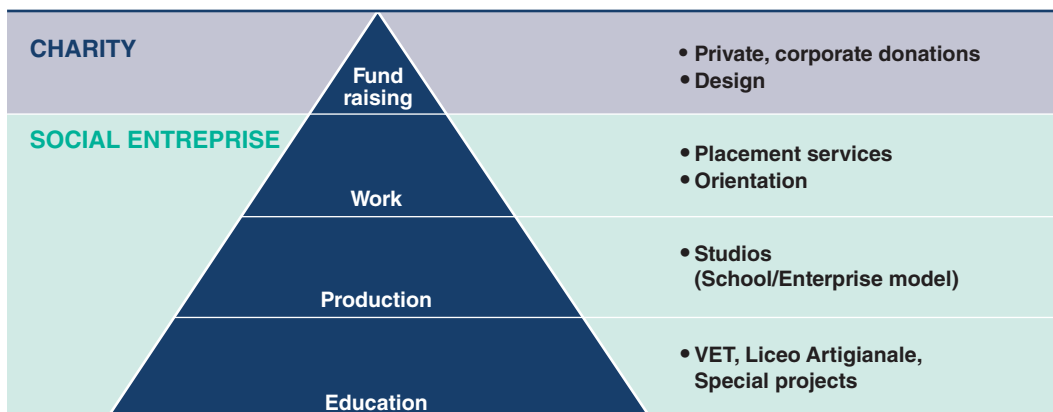 CHARITY
Fund
raising
• Private, corporate donations
• Design
SOCIAL ENTREPRISE
Work
• Placement services
• Orientation
Production
• Studios
(School/Enterprise model)
Education
• VET, Liceo Artigianale,
Special projects